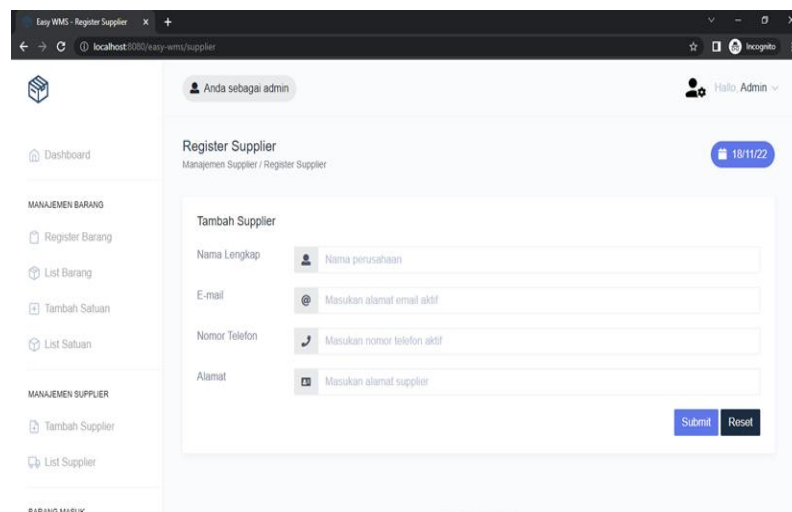 Easy WMS - Register Supplier
localhost:8080/easy-wms/supplier
Incognito
Anda sebagai admin
Hallo, Admin
Dashboard
MANAJEMEN BARANG
Register Barang
List Barang
Tambah Satuan
List Satuan
MANAJEMEN SUPPLIER
Tambah Supplier
List Supplier
BARANG MASUK
Register Supplier
Manajemen Supplier / Register Supplier
18/11/22
Tambah Supplier
Nama Lengkap
Nama perusahaan
E-mail
Masukan alamat email aktif
Nomor Telefon
Masukan nomor telefon aktif
Alamat
Masukan alamat supplier
Submit
Reset